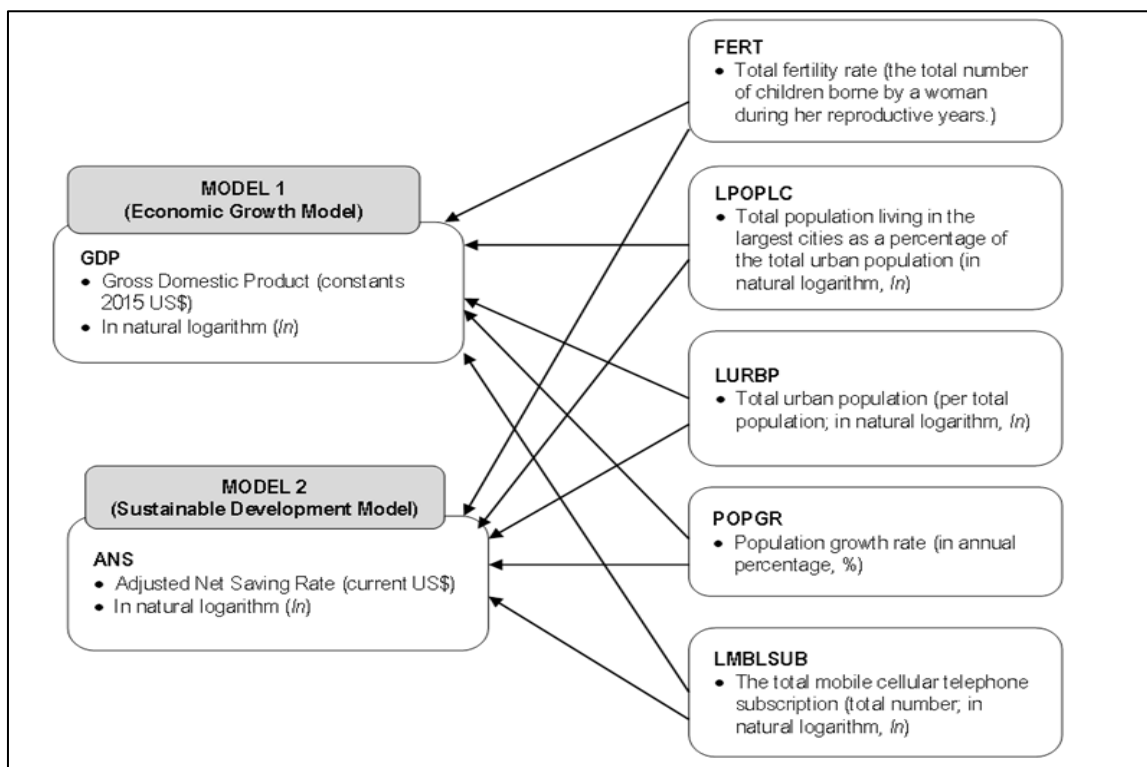 MODEL 1
(Economic Growth Model)
GDP
• Gross Domestic Product (constants
2015 US$)
• In natural logarithm (ln)
MODEL 2
(Sustainable Development Model)
ANS
• Adjusted Net Saving Rate (current US$)
• In natural logarithm (ln)
FERT
• Total fertility rate (the total number
of children borne by a woman
during her reproductive years.)
LPOPLC
• Total population living in the
largest cities as a percentage of
the total urban population (in
natural logarithm, ln)
LURBP
• Total urban population (per total
population; in natural logarithm, ln)
POPGR
• Population growth rate (in annual
percentage, %)
LMBLSUB
• The total mobile cellular telephone
subscription (total number; in
natural logarithm, ln)